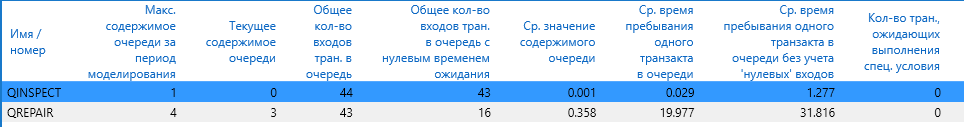 Имя / номер
Макс. содержимое очереди за период моделирования
Текущее содержимое очереди
Общее кол-во входов тран. в очередь
Общее кол-во входов тран. в очередь с нулевым временем ожидания
Ср. значение содержимого очереди
Ср. время пребывания одного транзакта в очереди
Ср. время пребывания одного транзакта в очереди без учета 'нулевых' входов
Кол-во тран., ожидающих выполнения спец. условия
QINSPECT 1 0 44 43 0.001 0.029 1.277 0
QREPAIR 4 3 43 16 0.358 19.977 31.816 0